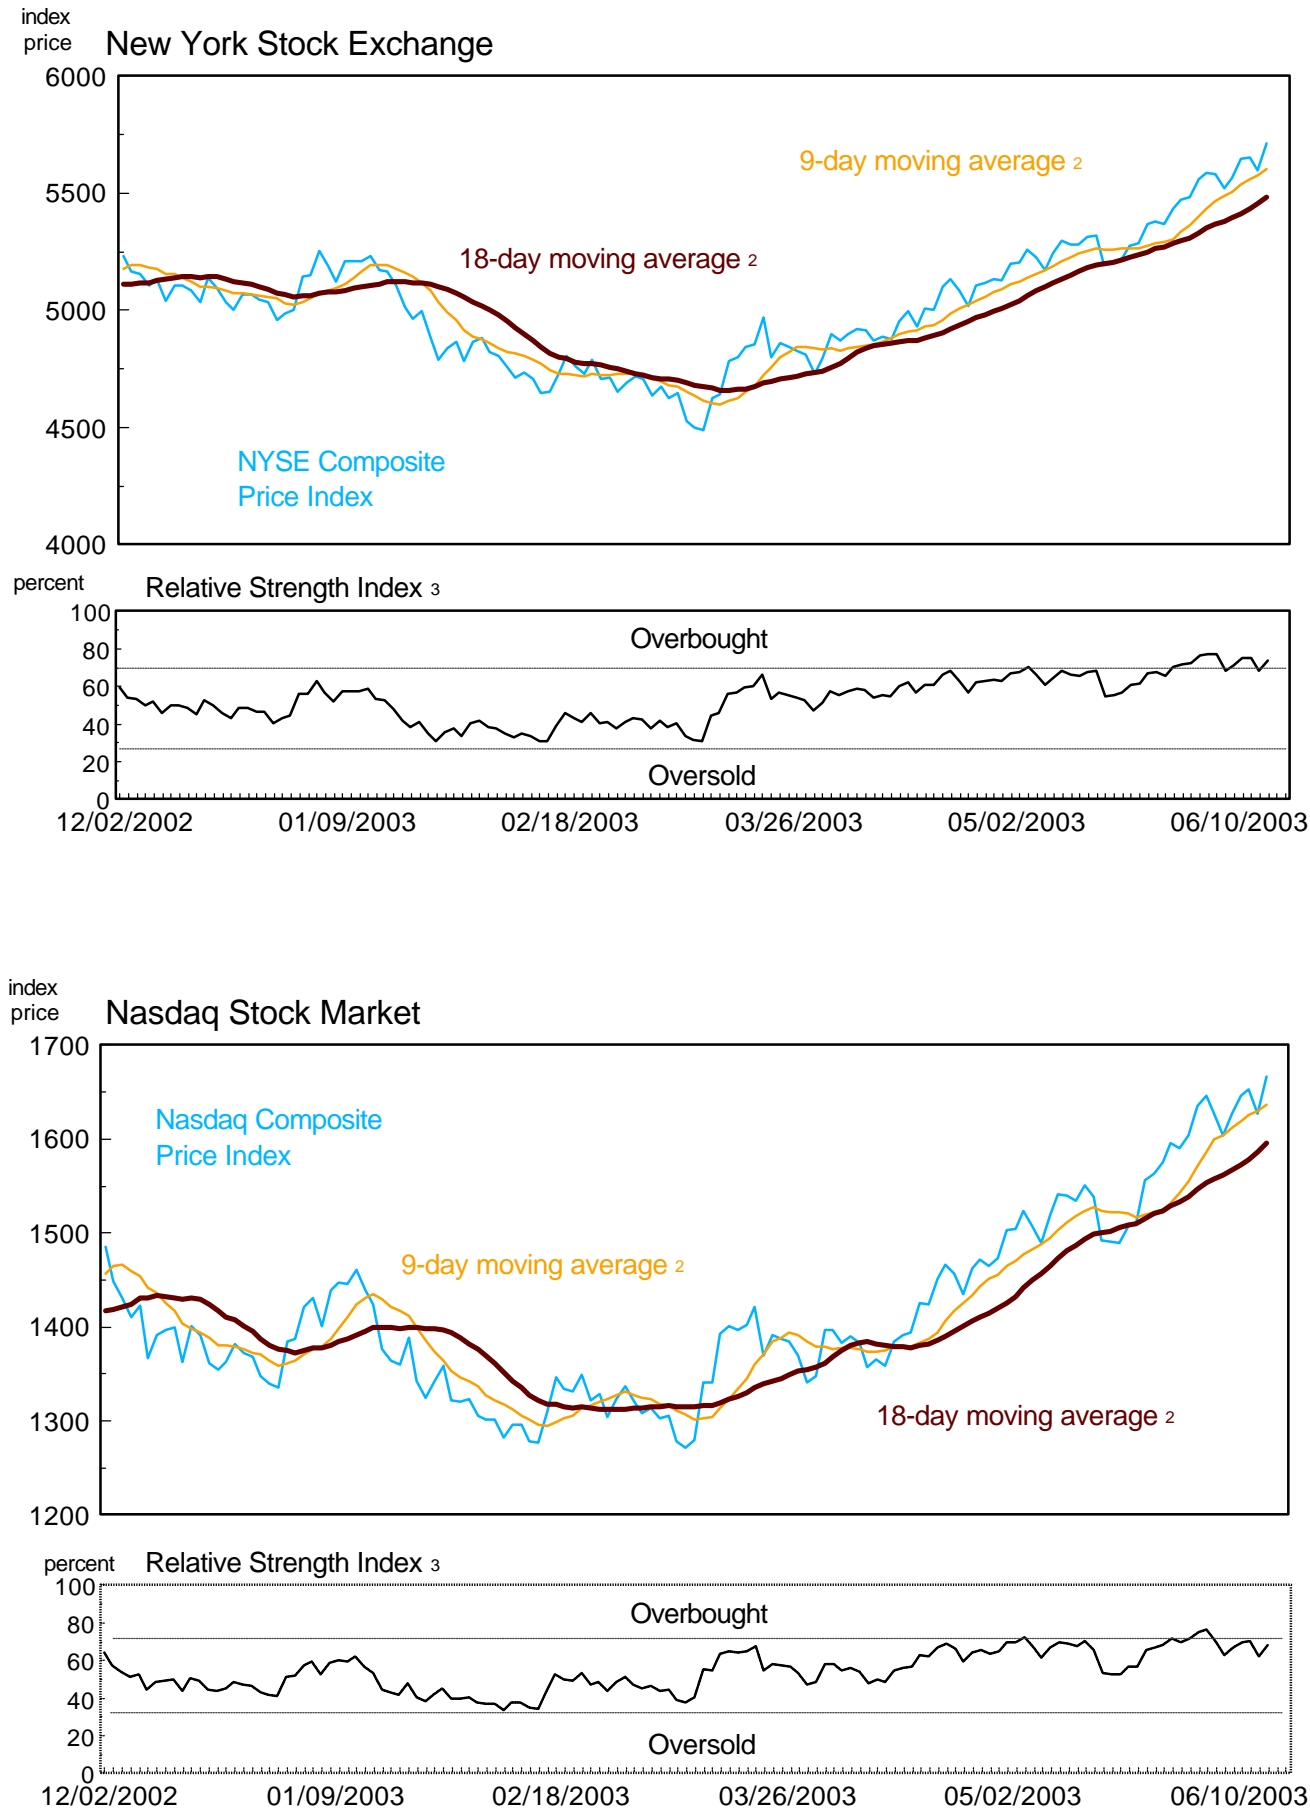 index
price
New York Stock Exchange
6000
9-day moving average 2
5500
18-day moving average 2
5000
4500
NYSE Composite
Price Index
4000
percent
Relative Strength Index 3
100
Overbought
80
60
40
20
Oversold
0
12/02/2002 01/09/2003 02/18/2003 03/26/2003 05/02/2003 06/10/2003
index
price
Nasdaq Stock Market
1700
Nasdaq Composite
Price Index
1600
1500
9-day moving average 2
1400
18-day moving average 2
1300
1200
percent
Relative Strength Index 3
100
Overbought
80
60
40
20
Oversold
0
12/02/2002 01/09/2003 02/18/2003 03/26/2003 05/02/2003 06/10/2003